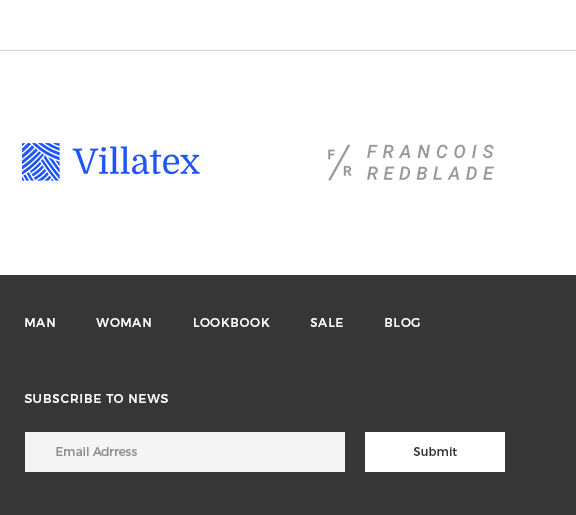 Villatex
F R FRANCOIS
REDBLADE
MAN WOMAN LOOKBOOK SALE BLOG
SUBSCRIBE TO NEWS
Email Adrress Submit